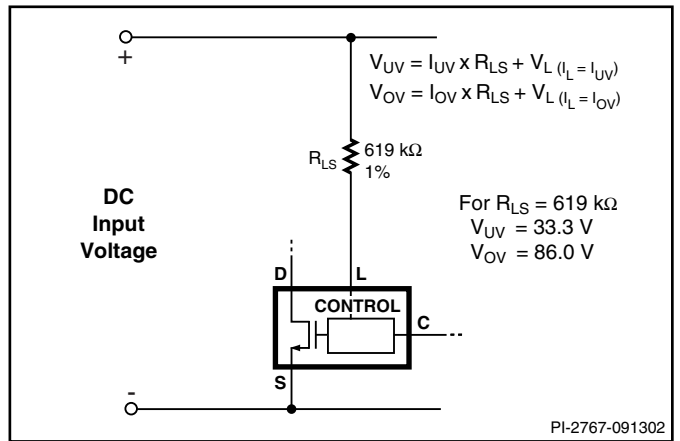 +
V_UV = I_UV x R_LS + V_L (I_L = I_UV)
V_OV = I_OV x R_LS + V_L (I_L = I_OV)
R_LS
619 kΩ
1%
DC
Input
Voltage
For R_LS = 619 kΩ
V_UV = 33.3 V
V_OV = 86.0 V
D
L
CONTROL
C
S
-
PI-2767-091302